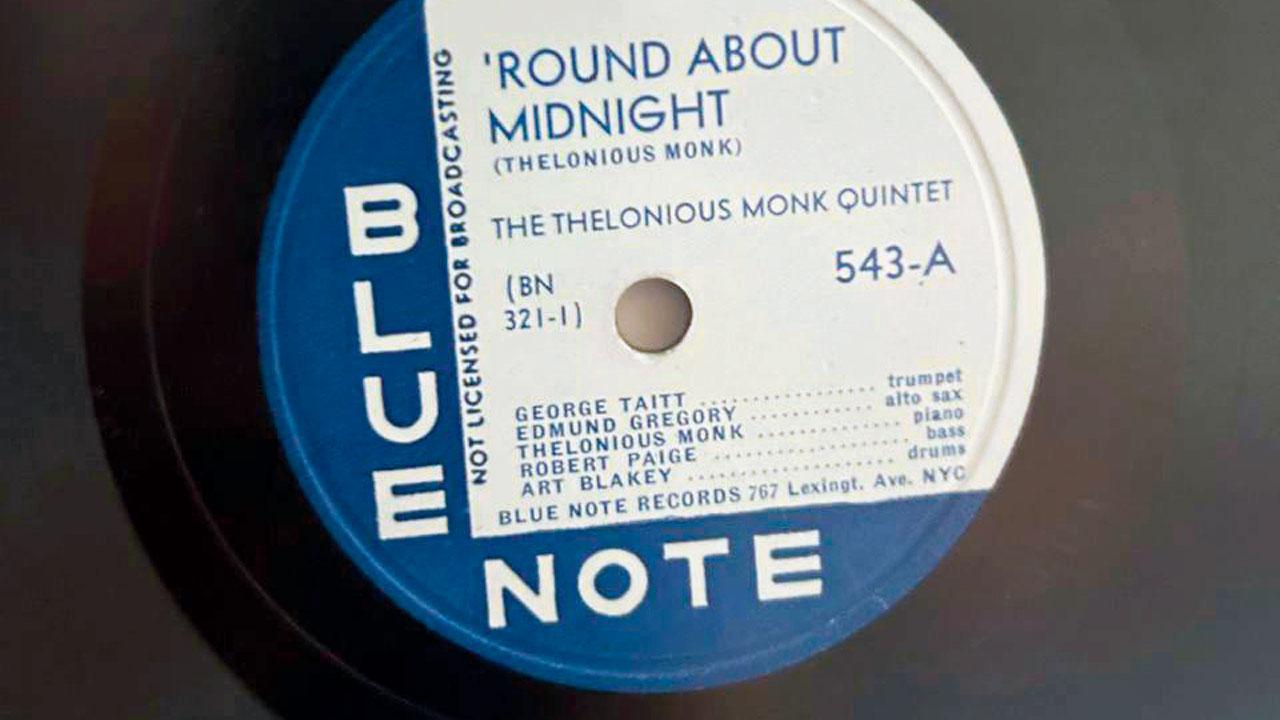 'ROUND ABOUT
MIDNIGHT
(THELONIOUS MONK)
THE THELONIOUS MONK QUINTET
(BN
321-1)
543-A
GEORGE TAITT .................. trumpet
EDMUND GREGORY ............ alto sax
THELONIOUS MONK .............. piano
ROBERT PAIGE .................... bass
ART BLAKEY ..................... drums
BLUE NOTE RECORDS 767 Lexingt. Ave. NYC
NOT LICENSED FOR BROADCASTING
BLUE
NOTE